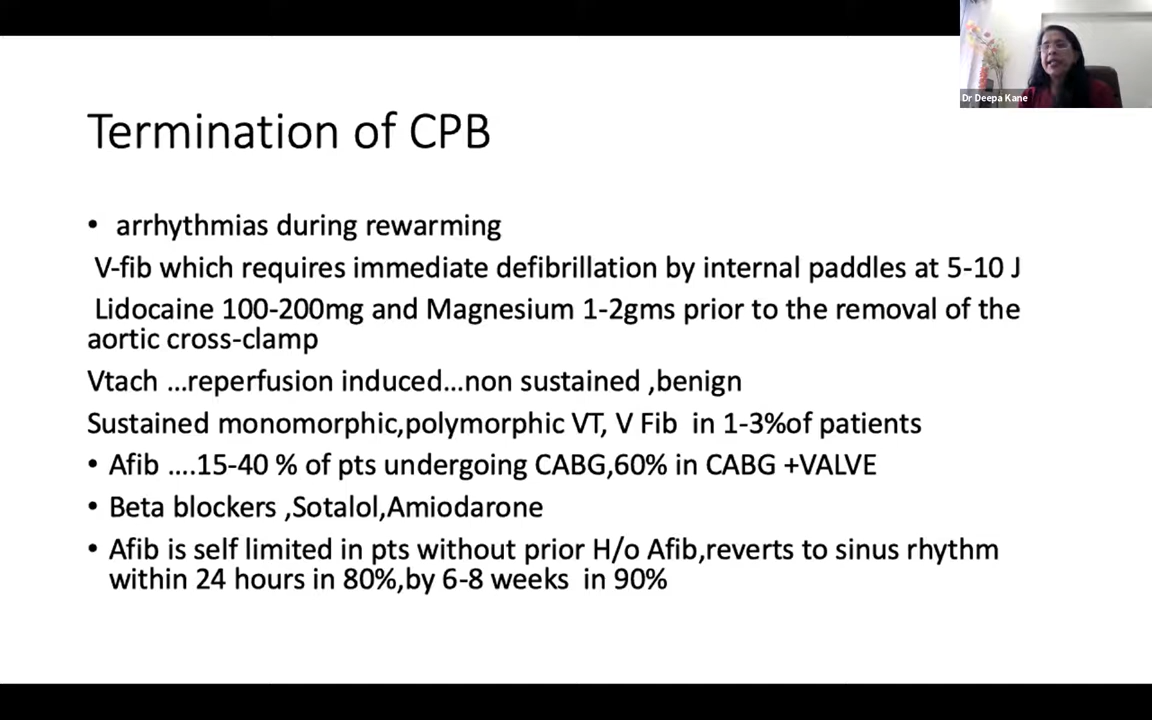 Dr Deepa Kane
Termination of CPB
• arrhythmias during rewarming
V-fib which requires immediate defibrillation by internal paddles at 5-10 J
Lidocaine 100-200mg and Magnesium 1-2gms prior to the removal of the
aortic cross-clamp
Vtach ...reperfusion induced...non sustained ,benign
Sustained monomorphic,polymorphic VT, V Fib in 1-3%of patients
• Afib ....15-40 % of pts undergoing CABG,60% in CABG +VALVE
• Beta blockers ,Sotalol,Amiodarone
• Afib is self limited in pts without prior H/o Afib,reverts to sinus rhythm
within 24 hours in 80%,by 6-8 weeks in 90%